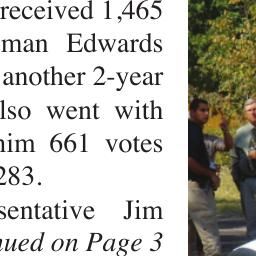 received 1,465
man Edwards
another 2-year
lso went with
him 661 votes
283.
sentative Jim
nued on Page 3